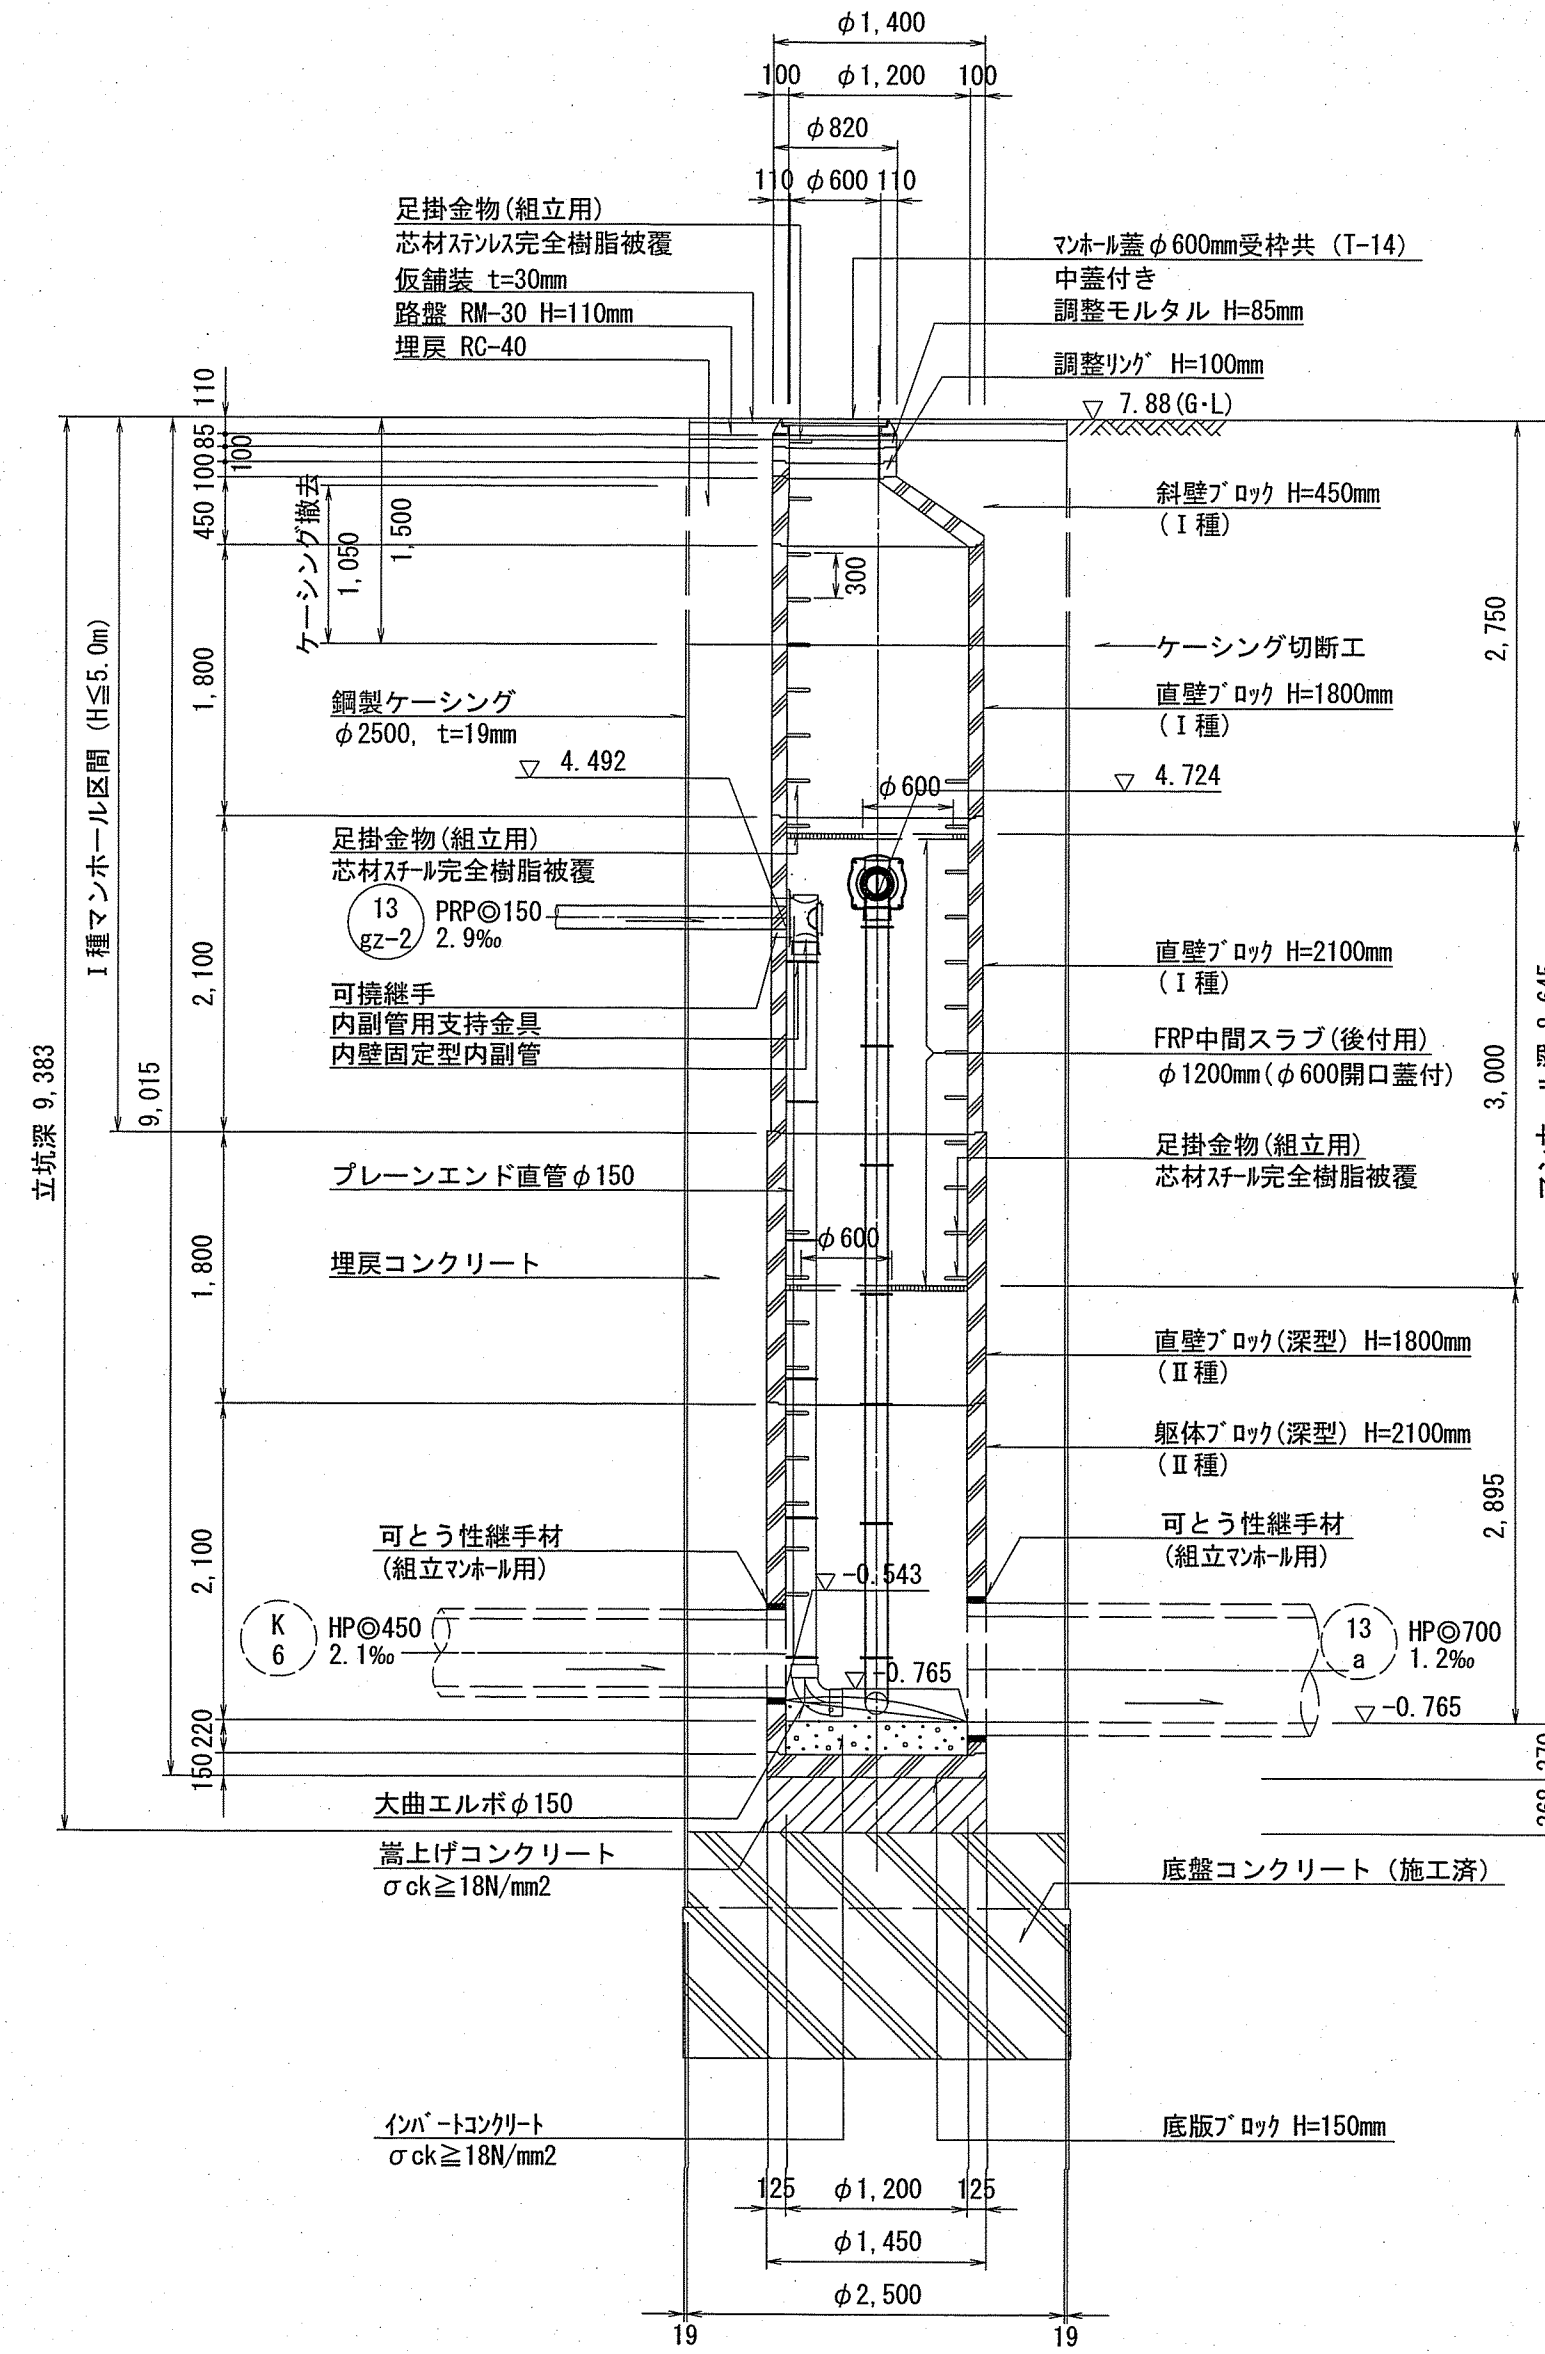 φ1,400
100 φ1,200 100
φ820
110 φ600 110
足掛金物(組立用)
芯材ステンレス完全樹脂被覆
仮舗装 t=30mm
路盤 RM-30 H=110mm
埋戻 RC-40
マンホール蓋φ600mm受枠共 (T-14)
中蓋付き
調整モルタル H=85mm
調整リング H=100mm
7.88(G・L)
110
85
100
100
450
1,800
2,100
1,800
2,100
220
150
ケーシング撤去
1,050
1,500
300
Ⅰ種マンホール区間 (H≦5.0m)
9,015
立坑深 9,383
斜壁ブロック H=450mm
(Ⅰ種)
ケーシング切断工
直壁ブロック H=1800mm
(Ⅰ種)
2,750
鋼製ケーシング
φ2500, t=19mm
4.492
φ600
4.724
足掛金物(組立用)
芯材スチール完全樹脂被覆
13
gz-2
PRP◎150
2.9‰
可撓継手
内副管用支持金具
内壁固定型内副管
直壁ブロック H=2100mm
(Ⅰ種)
FRP中間スラブ(後付用)
φ1200mm(φ600開口蓋付)
3,000
足掛金物(組立用)
芯材スチール完全樹脂被覆
プレーンエンド直管φ150
φ600
埋戻コンクリート
直壁ブロック(深型) H=1800mm
(Ⅱ種)
躯体ブロック(深型) H=2100mm
(Ⅱ種)
2,895
可とう性継手材
(組立マンホール用)
可とう性継手材
(組立マンホール用)
-0.543
K
6
HP◎450
2.1‰
13
a
HP◎700
1.2‰
-0.765
-0.765
大曲エルボφ150
嵩上げコンクリート
σck≧18N/mm2
底盤コンクリート (施工済)
インバートコンクリート
σck≧18N/mm2
底版ブロック H=150mm
125 φ1,200 125
φ1,450
φ2,500
19
19